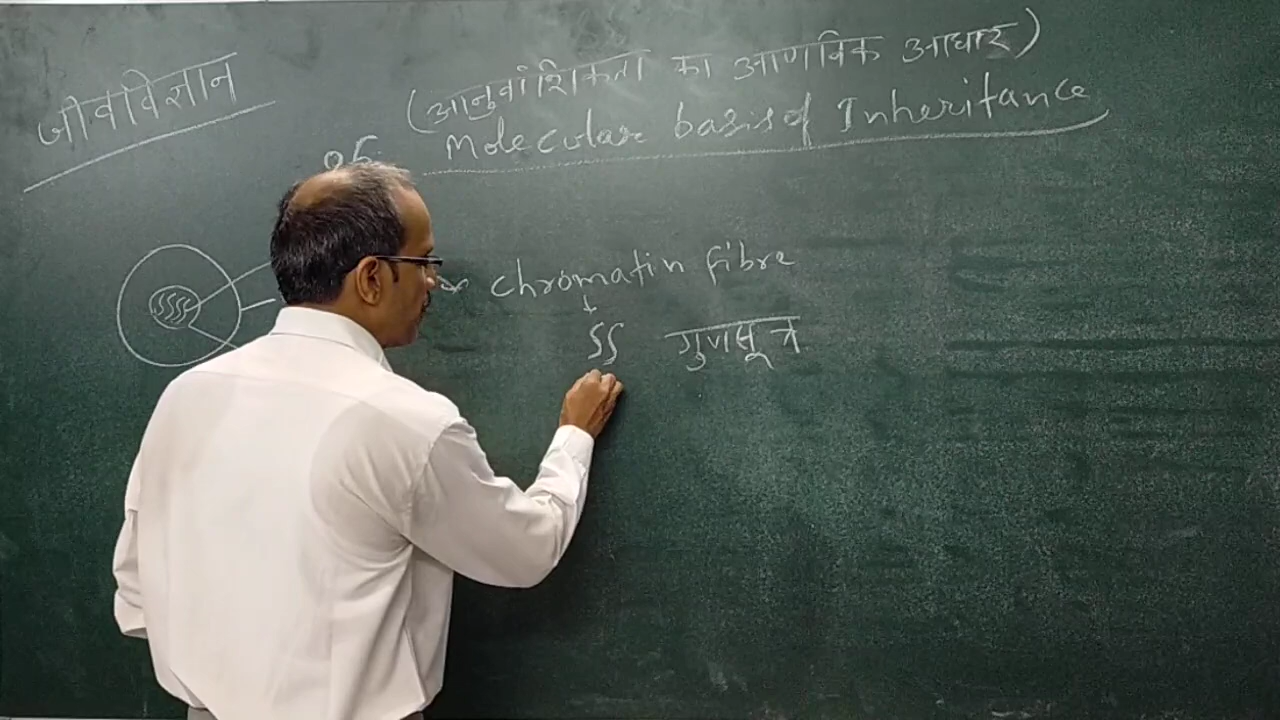 जीवविज्ञान
(आनुवांशिकता का आणविक आधार)
Molecular basis of Inheritance
chromatin fibre
गुणसूत्र